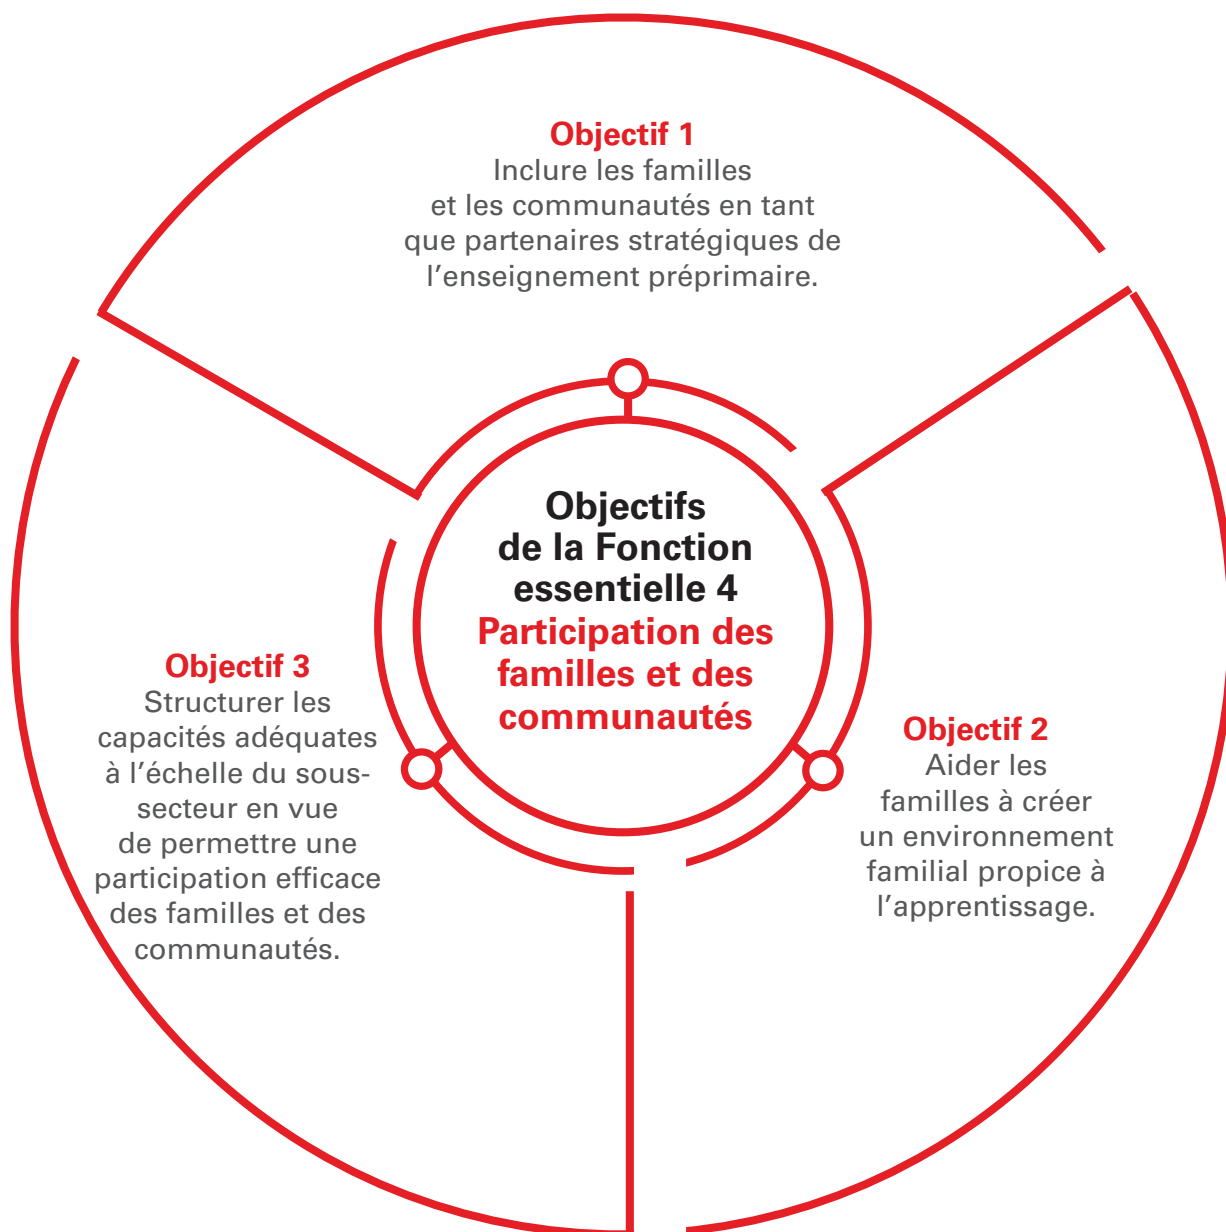 Objectif 1
Inclure les familles
et les communautés en tant
que partenaires stratégiques de
l'enseignement préprimaire.
Objectifs
de la Fonction
essentielle 4
Participation des
familles et des
communautés
Objectif 2
Aider les
familles à créer
un environnement
familial propice à
l'apprentissage.
Objectif 3
Structurer les
capacités adéquates
à l'échelle du sous-
secteur en vue
de permettre une
participation efficace
des familles et des
communautés.